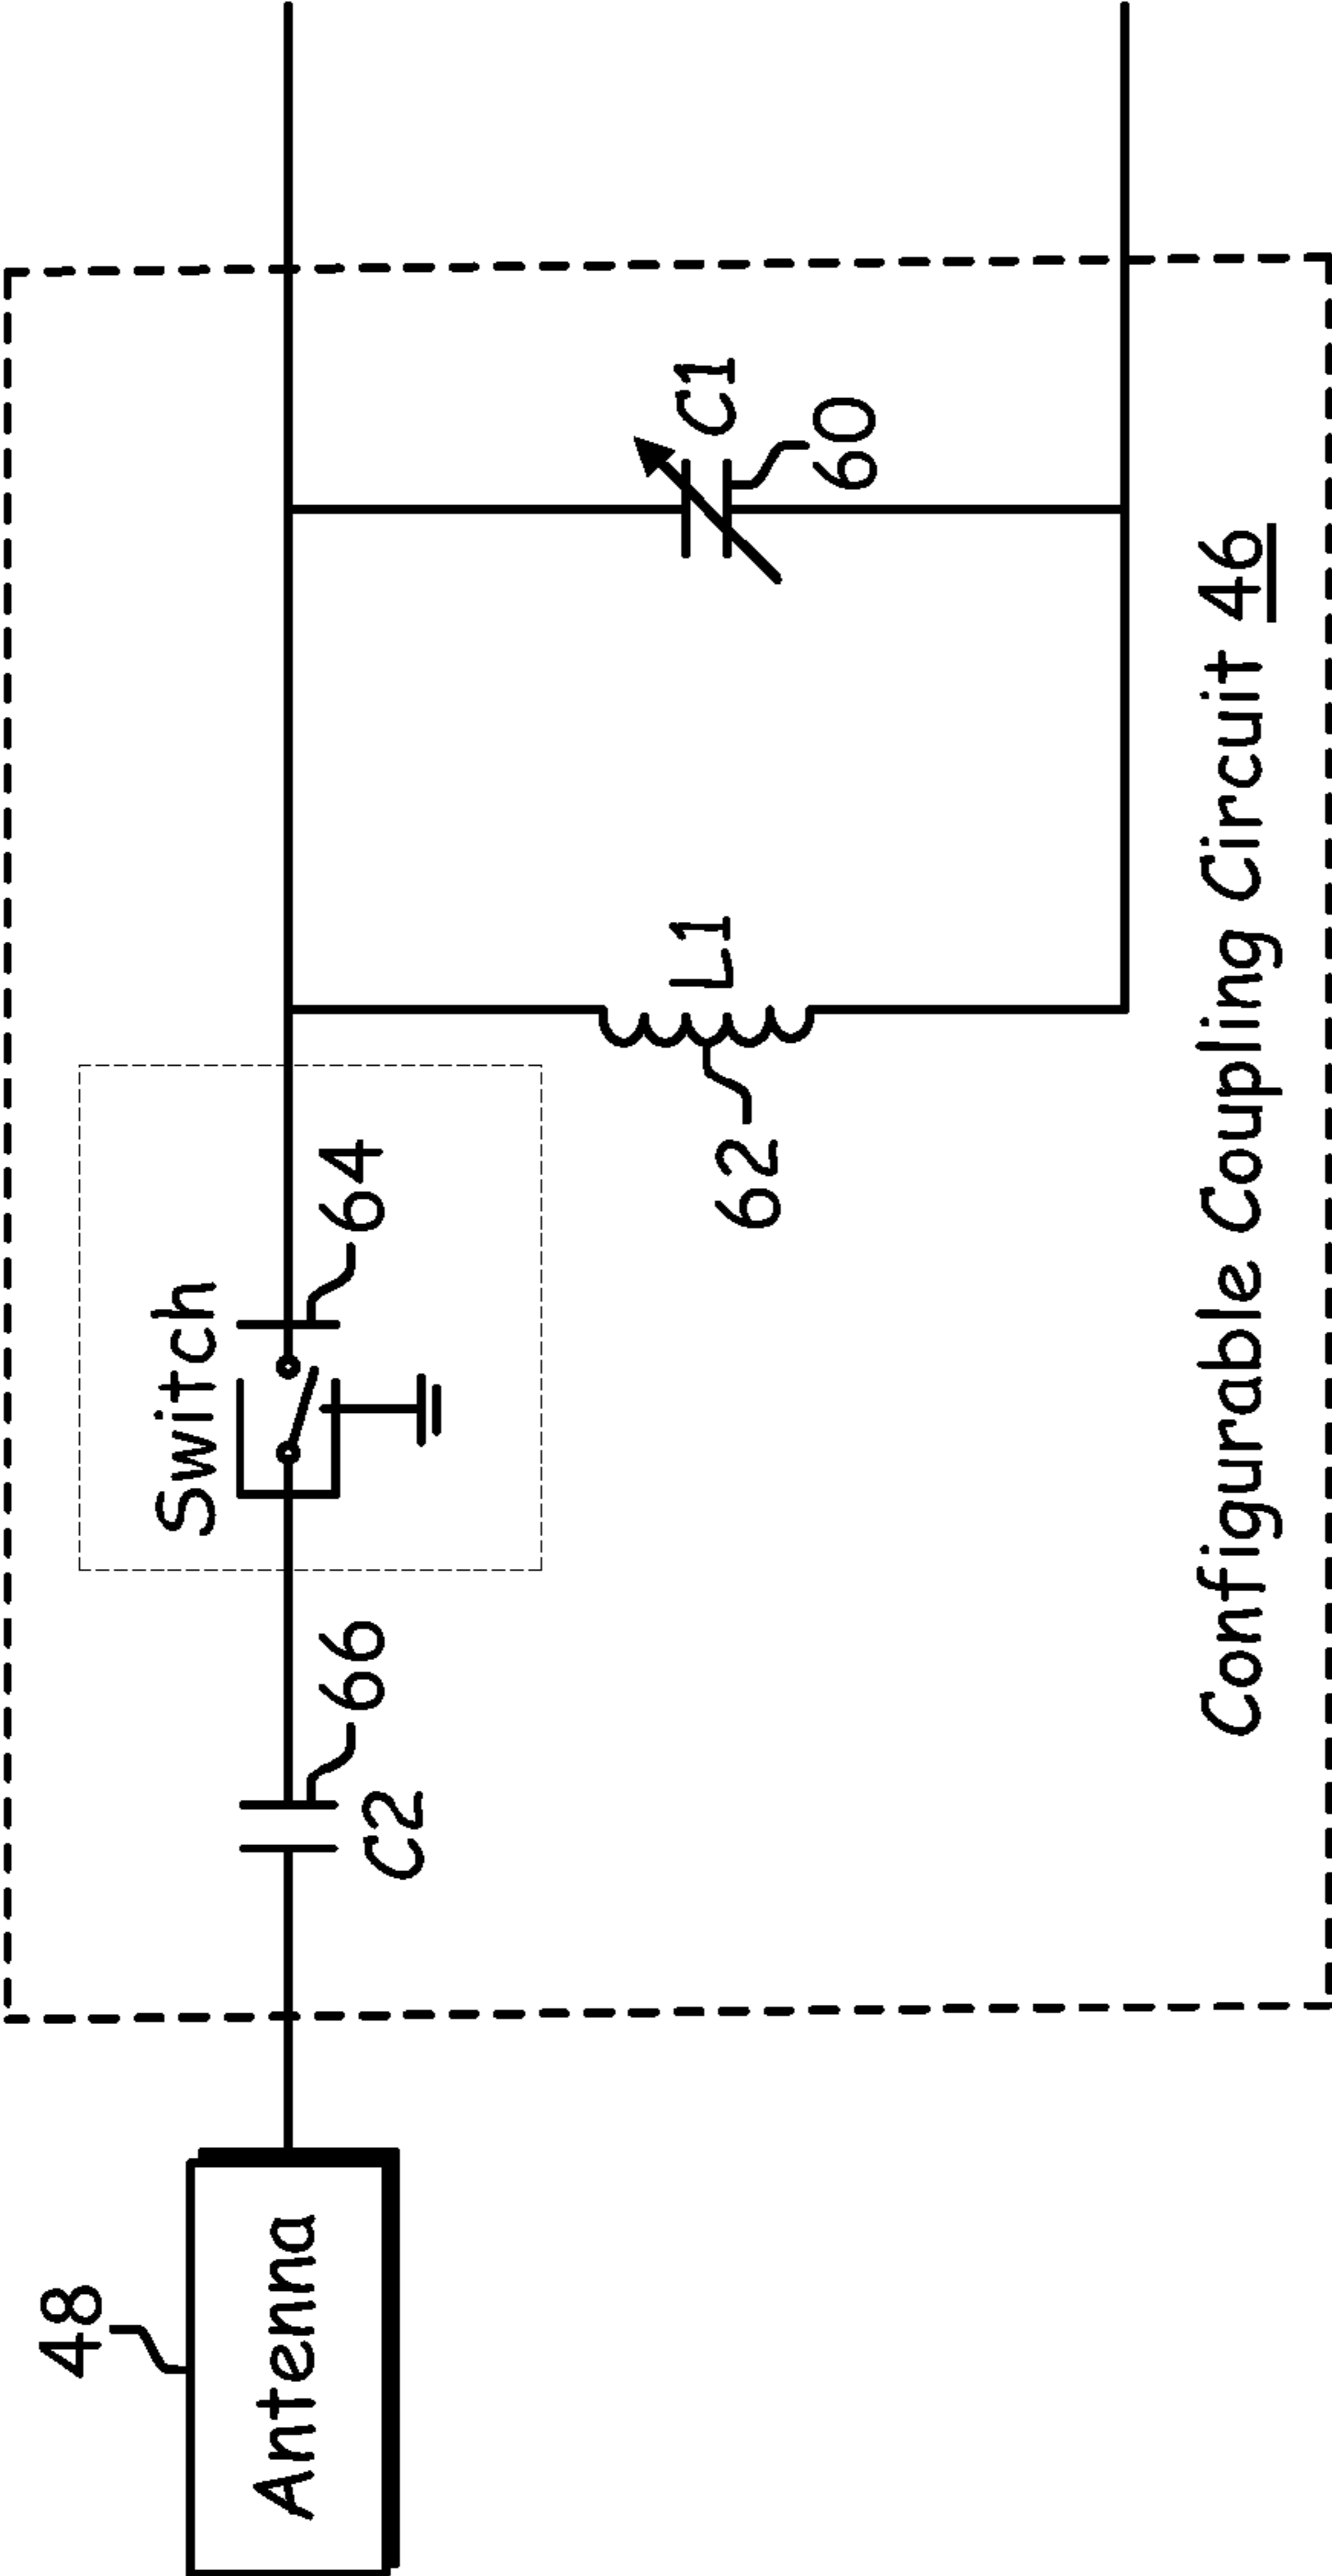 48
Antenna
C2
66
Switch
64
62
L1
C1
60
Configurable Coupling Circuit 46